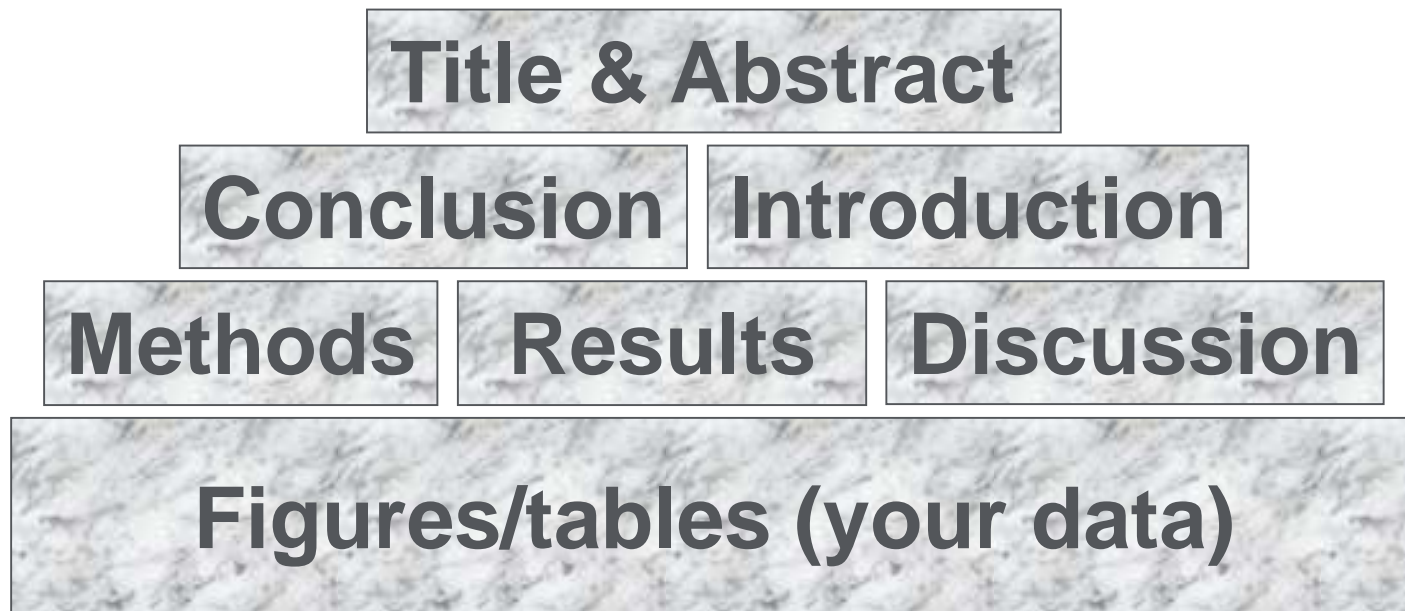 Title & Abstract
Conclusion Introduction
Methods Results Discussion
Figures/tables (your data)